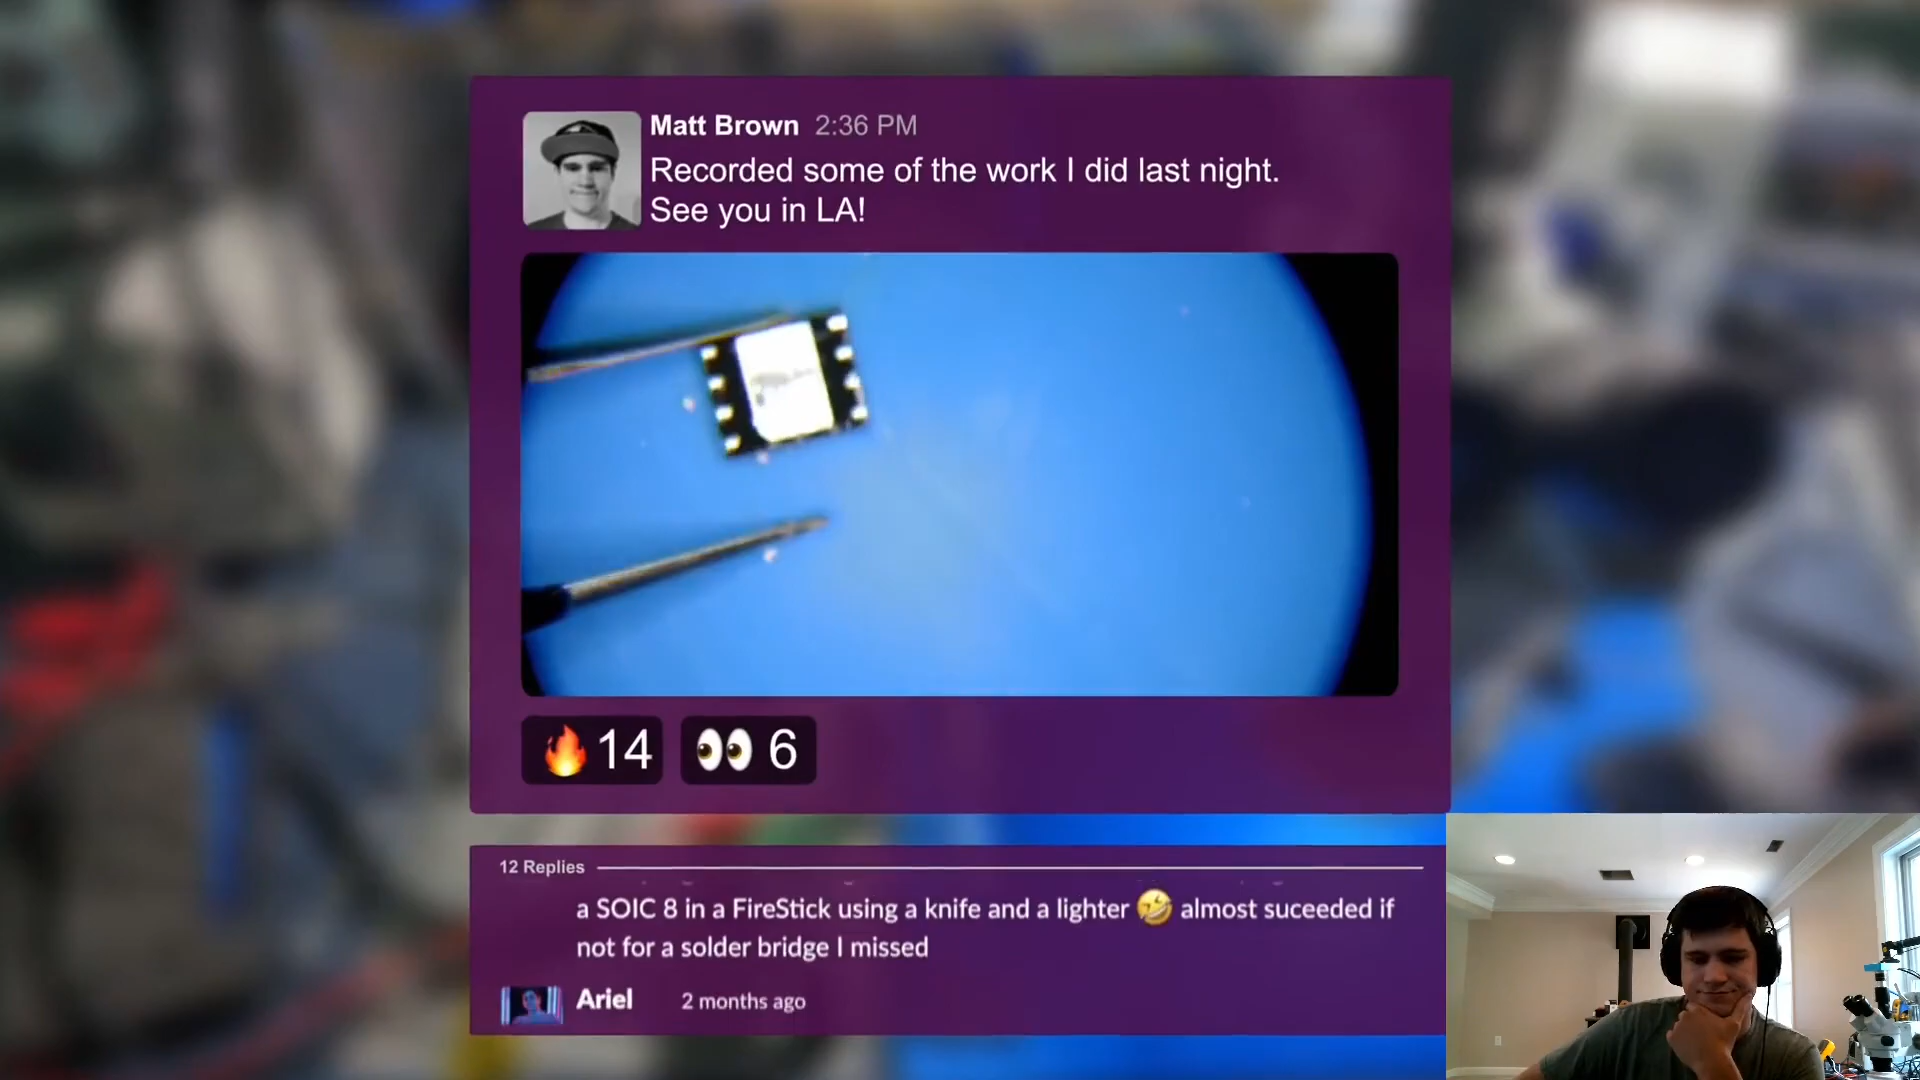 Matt Brown 2:36 PM
Recorded some of the work I did last night.
See you in LA!
🔥 14 👀 6
12 Replies
a SOIC 8 in a FireStick using a knife and a lighter 🤣 almost suceeded if
not for a solder bridge I missed
Ariel 2 months ago